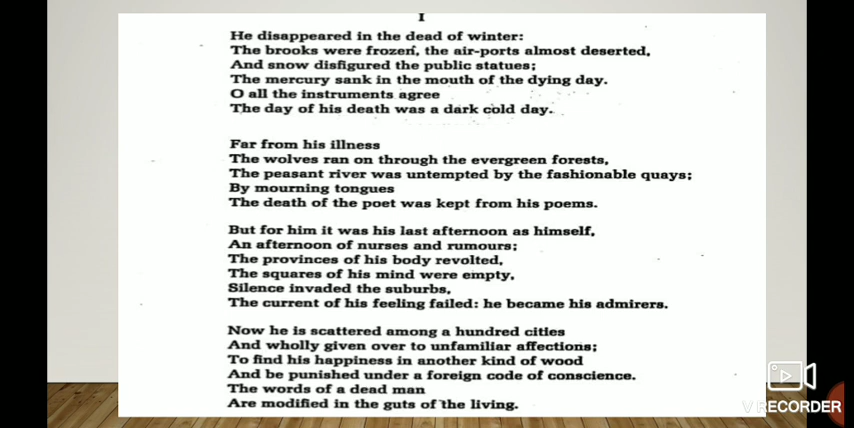 I
He disappeared in the dead of winter:
The brooks were frozen, the air-ports almost deserted,
And snow disfigured the public statues;
The mercury sank in the mouth of the dying day.
O all the instruments agree
The day of his death was a dark cold day.
Far from his illness
The wolves ran on through the evergreen forests,
The peasant river was untempted by the fashionable quays;
By mourning tongues
The death of the poet was kept from his poems.
But for him it was his last afternoon as himself,
An afternoon of nurses and rumours;
The provinces of his body revolted,
The squares of his mind were empty,
Silence invaded the suburbs,
The current of his feeling failed: he became his admirers.
Now he is scattered among a hundred cities
And wholly given over to unfamiliar affections;
To find his happiness in another kind of wood
And be punished under a foreign code of conscience.
The words of a dead man
Are modified in the guts of the living.
V RECORDER